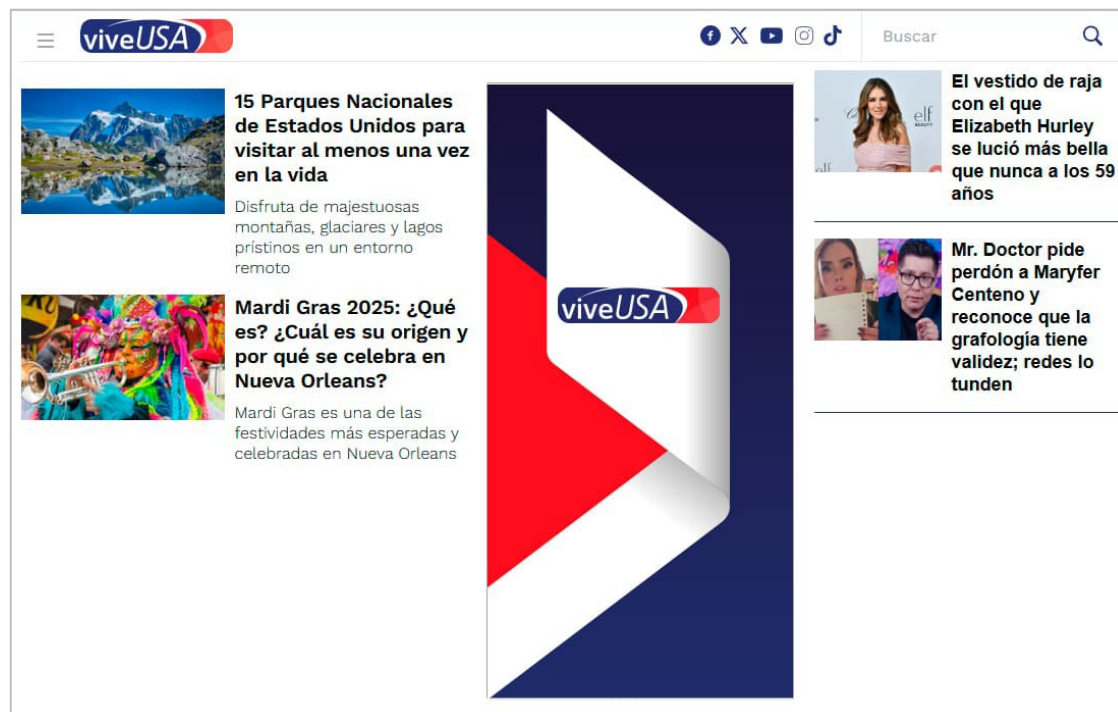 viveUSA
Buscar
15 Parques Nacionales
de Estados Unidos para
visitar al menos una vez
en la vida
Disfruta de majestuosas
montañas, glaciares y lagos
prístinos en un entorno
remoto
Mardi Gras 2025: ¿Qué
es? ¿Cuál es su origen y
por qué se celebra en
Nueva Orleans?
Mardi Gras es una de las
festividades más esperadas y
celebradas en Nueva Orleans
viveUSA
El vestido de raja
con el que
Elizabeth Hurley
se lució más bella
que nunca a los 59
años
elf
BEAUTY
elf
Mr. Doctor pide
perdón a Maryfer
Centeno y
reconoce que la
grafología tiene
validez; redes lo
tunden